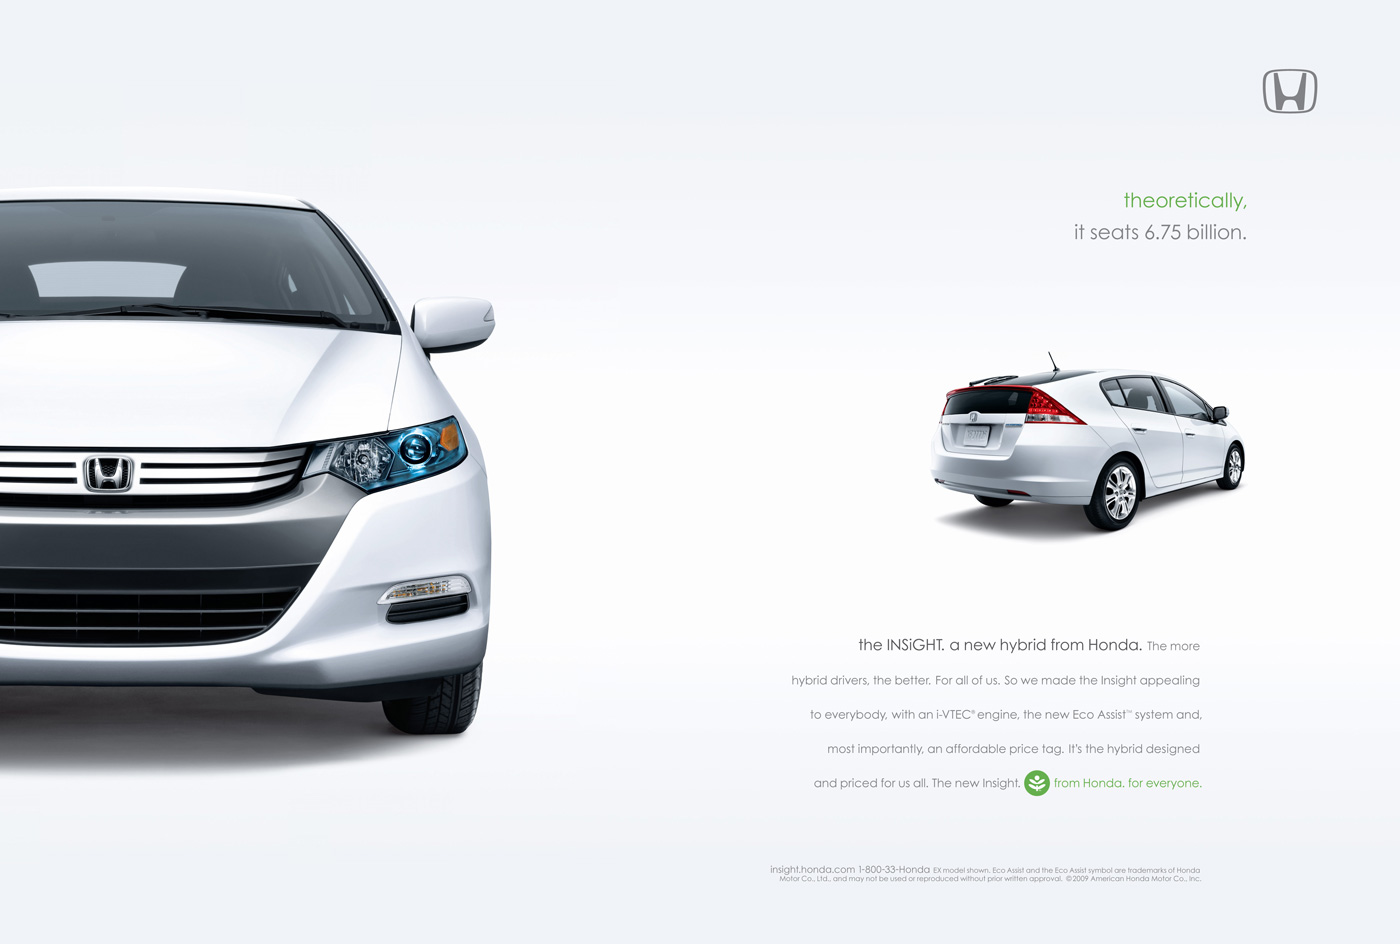 theoretically,
it seats 6.75 billion.
the INSiGHT. a new hybrid from Honda. The more
hybrid drivers, the better. For all of us. So we made the Insight appealing
to everybody, with an i-VTEC® engine, the new Eco Assist™ system and,
most importantly, an affordable price tag. It's the hybrid designed
and priced for us all. The new Insight. from Honda. for everyone.
insight.honda.com 1-800-33-Honda EX model shown. Eco Assist and the Eco Assist symbol are trademarks of Honda
Motor Co., Ltd., and may not be used or reproduced without prior written approval. ©2009 American Honda Motor Co., Inc.